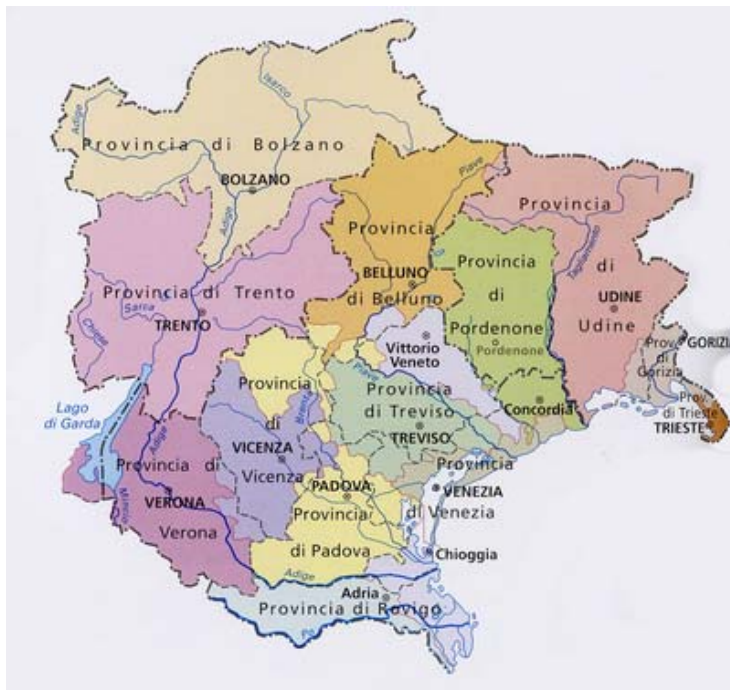 Isarco
Adige
Provincia di Bolzano
BOLZANO
Adige
Piave
Provincia
di
Udine
UDINE
Tagliamento
Provincia
di Belluno
BELLUNO
Provincia
di
Pordenone
Pordenone
Provincia di Trento
TRENTO
Sarca
Chiese
Vittorio
Veneto
Prov.
di
Gorizia
GORIZI
Prov.
di Trieste
TRIESTE
Provincia
di
Vicenza
VICENZA
Brenta
Piave
Provincia
di Treviso
TREVISO
Concordia
Lago
di Garda
Adige
Provincia di
Verona
VERONA
Mincio
PADOVA
Provincia
di Padova
Provincia
di Venezia
VENEZIA
Chioggia
Adige
Adria
Provincia di Rovigo
Po